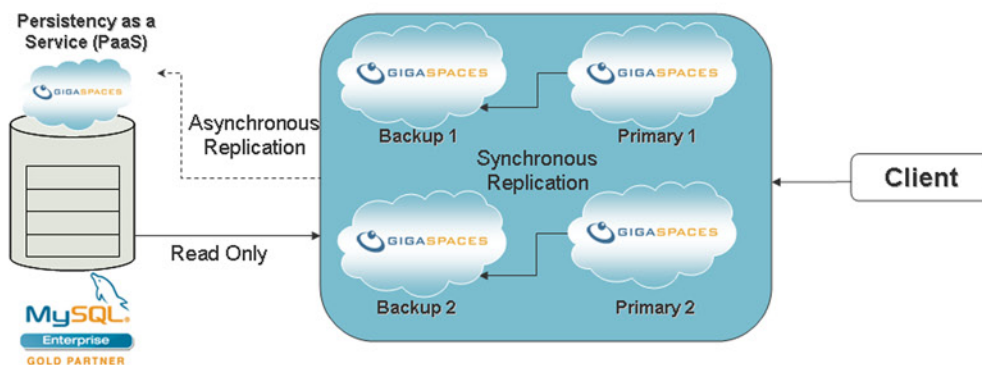 Persistency as a
Service (PaaS)
GIGASPACES
Asynchronous
Replication
Read Only
MySQL®
Enterprise
GOLD PARTNER
GIGASPACES
Backup 1
GIGASPACES
Primary 1
Synchronous
Replication
GIGASPACES
Backup 2
GIGASPACES
Primary 2
Client